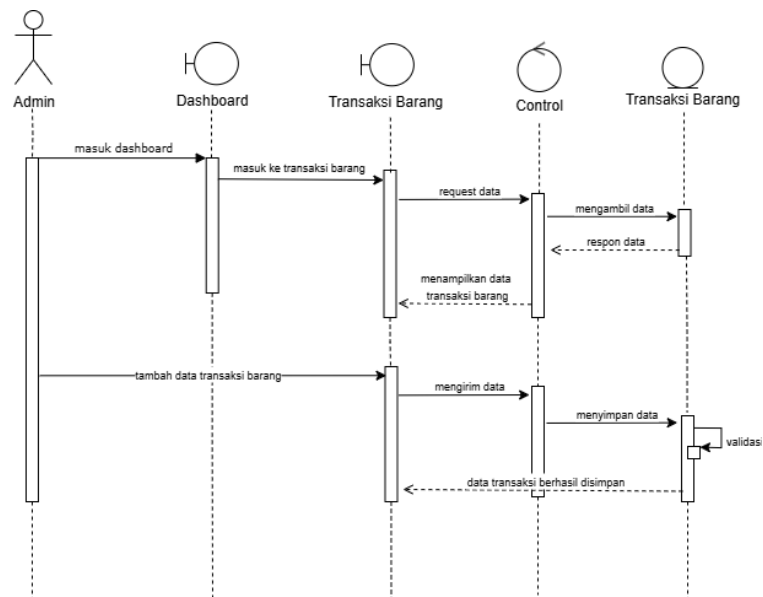 Admin
Dashboard
Transaksi Barang
Control
Transaksi Barang
masuk dashboard
masuk ke transaksi barang
request data
mengambil data
respon data
menampilkan data
transaksi barang
tambah data transaksi barang
mengirim data
menyimpan data
validasi
data transaksi berhasil disimpan